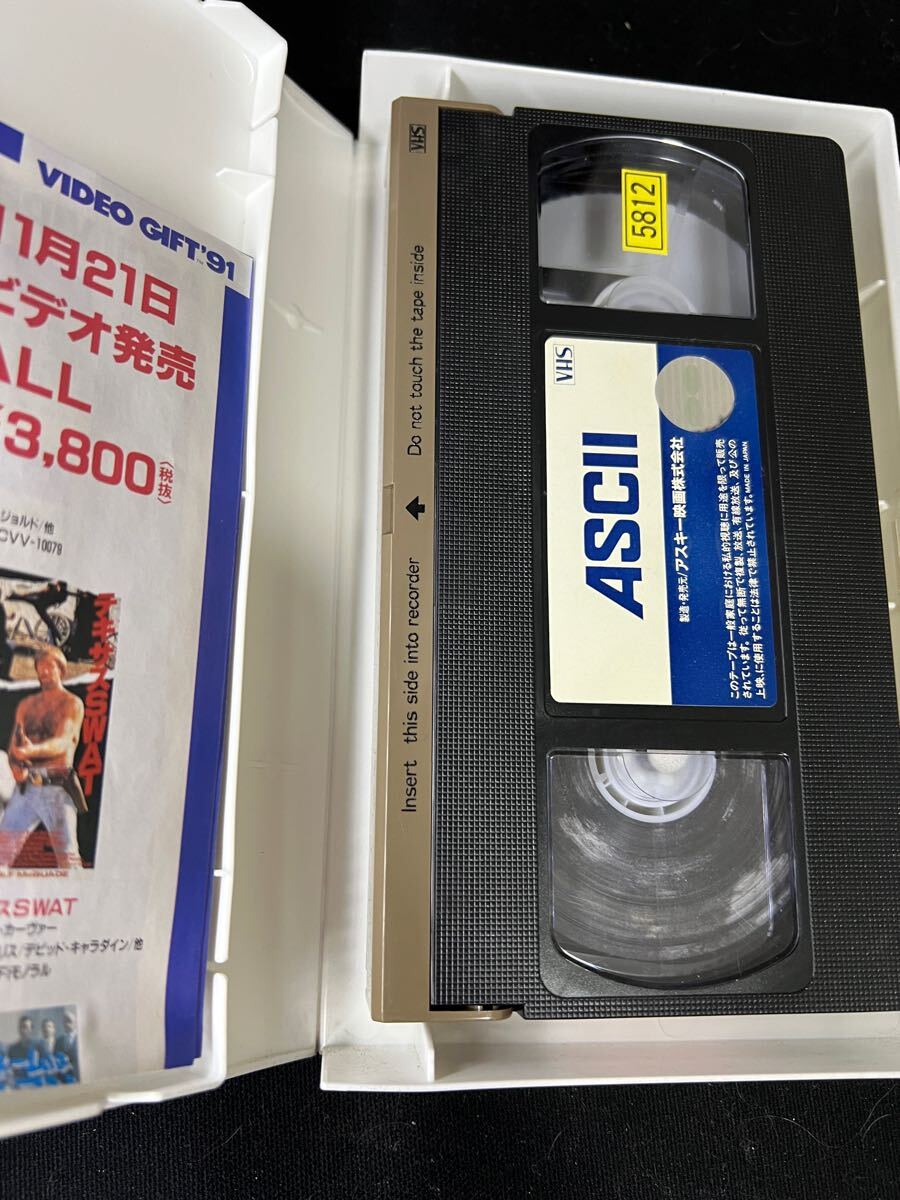 VIDEO GIFT'91
11月21日
ビデオ発売
ALL
¥3,800(税抜)
ジョルド/他
CVV-10079
テキサスSWAT
スSWAT
・カーヴァー
リス/デビッド・キャラダイン/他
モノラル
VHS
Insert this side into recorder ↑ Do not touch the tape inside
5812
VHS
ASCII
製造・発売元/アスキー映画株式会社
このテープは一般家庭における私的視聴に用途を限って販売
されています。従って無断で複製、放送、有線放送、及び公の
上映、に使用することは法律で禁止されています。MADE IN JAPAN